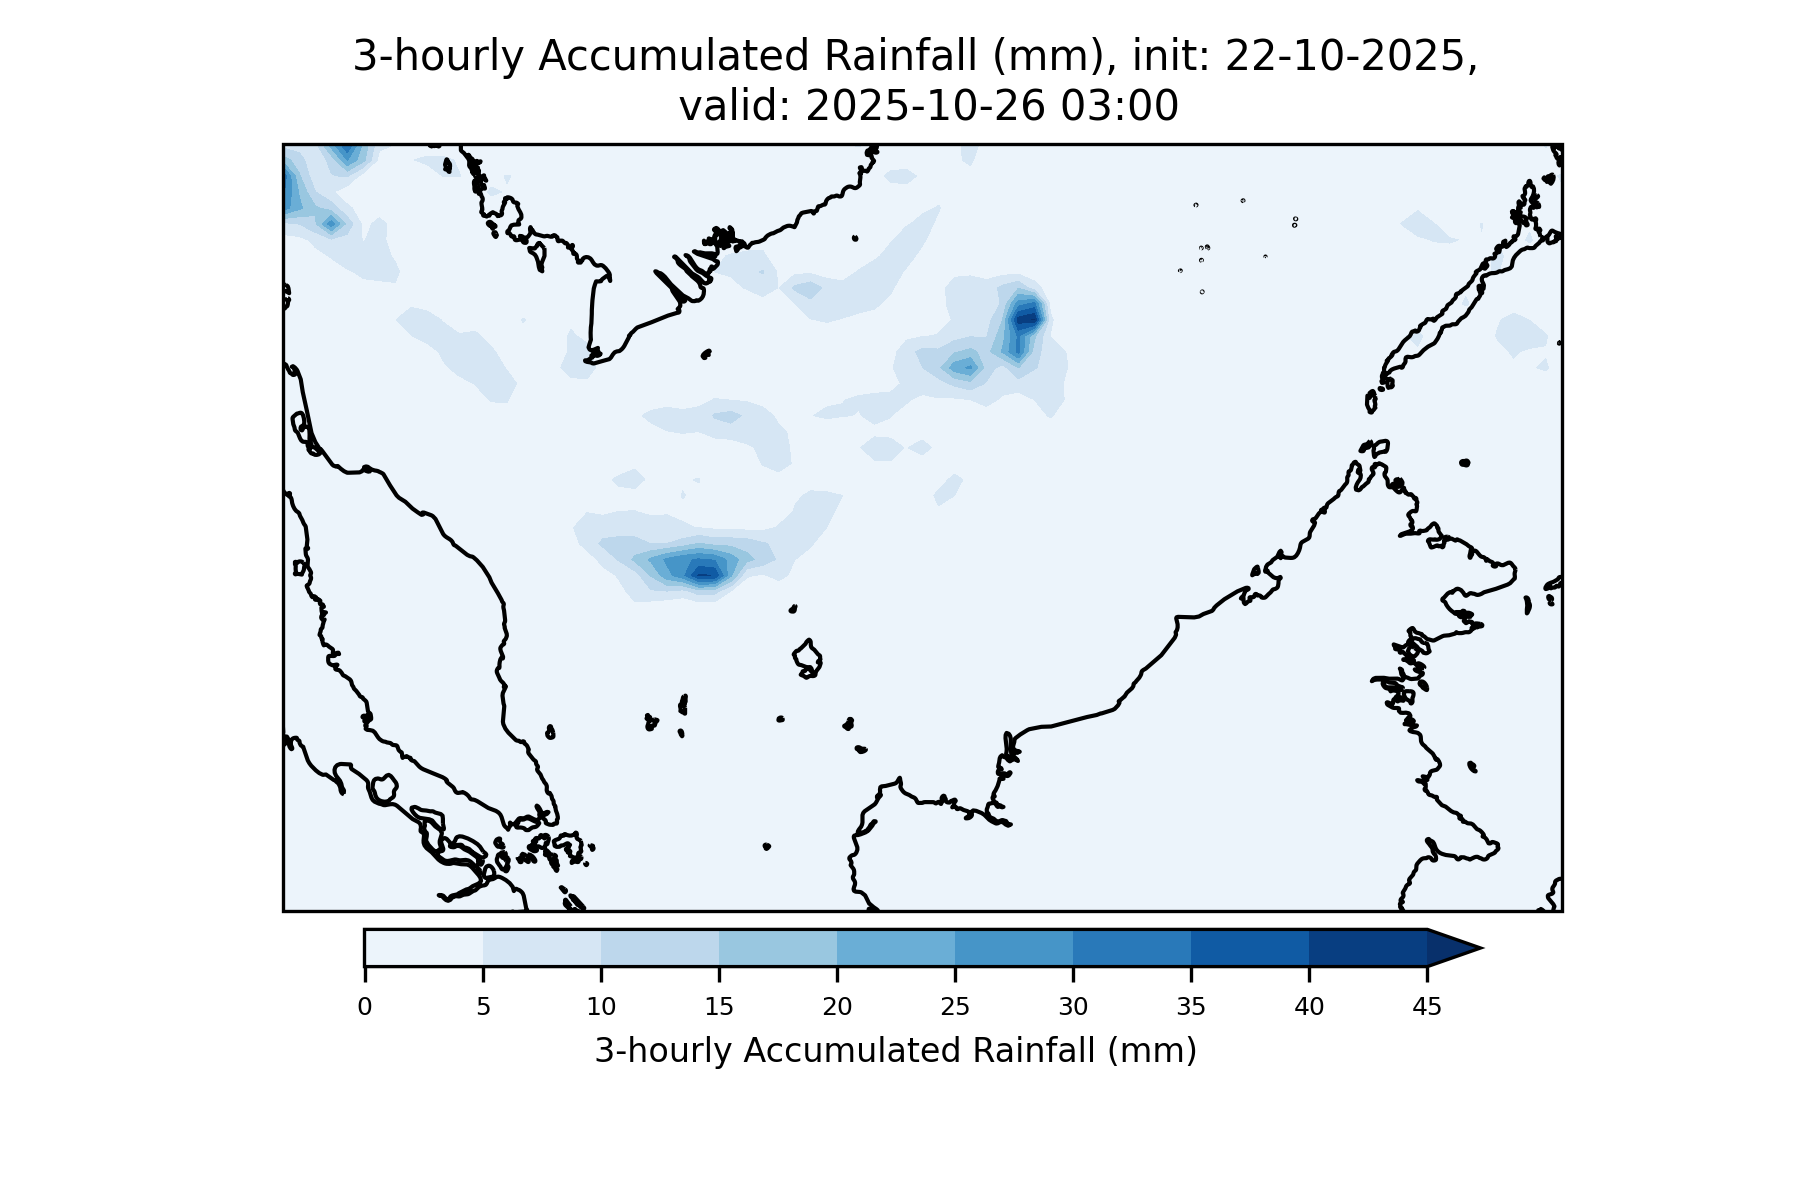 3-hourly Accumulated Rainfall (mm), init: 22-10-2025,
valid: 2025-10-26 03:00
0 5 10 15 20 25 30 35 40 45
3-hourly Accumulated Rainfall (mm)